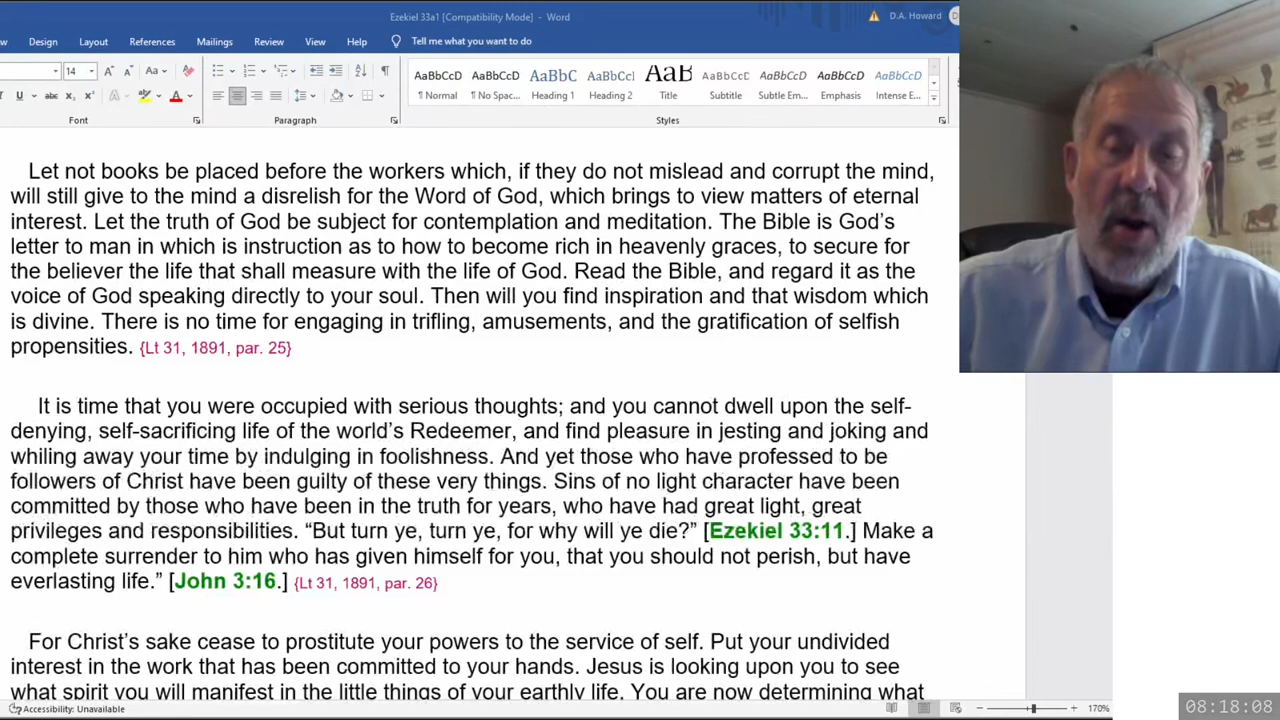 Ezekiel 33a1 [Compatibility Mode] - Word
D.A. Howard
Design Layout References Mailings Review View Help Tell me what you want to do
14 Aa
AaBbCcD AaBbCcD AaBbC AaBbCcl AaB AaBbCcD AaBbCcD AaBbCcD AaBbCcD
¶ Normal ¶ No Spac... Heading 1 Heading 2 Title Subtitle Subtle Em... Emphasis Intense E...
Font Paragraph Styles
Let not books be placed before the workers which, if they do not mislead and corrupt the mind,
will still give to the mind a disrelish for the Word of God, which brings to view matters of eternal
interest. Let the truth of God be subject for contemplation and meditation. The Bible is God's
letter to man in which is instruction as to how to become rich in heavenly graces, to secure for
the believer the life that shall measure with the life of God. Read the Bible, and regard it as the
voice of God speaking directly to your soul. Then will you find inspiration and that wisdom which
is divine. There is no time for engaging in trifling, amusements, and the gratification of selfish
propensities. {Lt 31, 1891, par. 25}
It is time that you were occupied with serious thoughts; and you cannot dwell upon the self-
denying, self-sacrificing life of the world's Redeemer, and find pleasure in jesting and joking and
whiling away your time by indulging in foolishness. And yet those who have professed to be
followers of Christ have been guilty of these very things. Sins of no light character have been
committed by those who have been in the truth for years, who have had great light, great
privileges and responsibilities. “But turn ye, turn ye, for why will ye die?” [Ezekiel 33:11.] Make a
complete surrender to him who has given himself for you, that you should not perish, but have
everlasting life.” [John 3:16.] {Lt 31, 1891, par. 26}
For Christ's sake cease to prostitute your powers to the service of self. Put your undivided
interest in the work that has been committed to your hands. Jesus is looking upon you to see
what spirit you will manifest in the little things of your earthly life. You are now determining what
Accessibility: Unavailable
170%
08:18:08